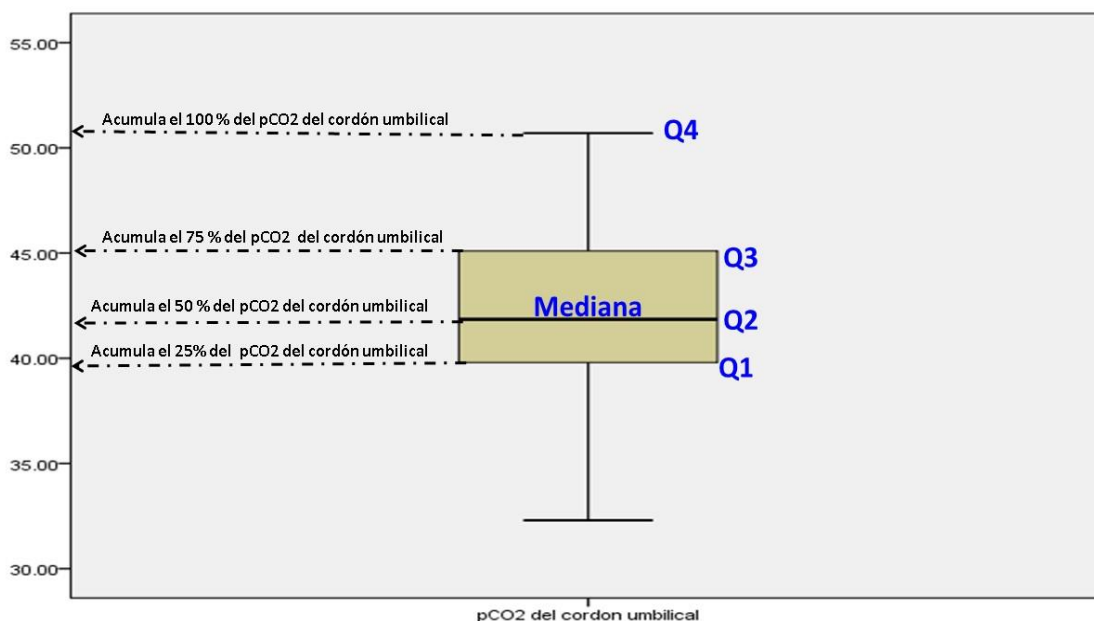 55.00
Acumula el 100 % del pCO2 del cordón umbilical
Q4
50.00
Acumula el 75 % del pCO2 del cordón umbilical
45.00
Q3
Acumula el 50 % del pCO2 del cordón umbilical
Mediana
Q2
Acumula el 25% del pCO2 del cordón umbilical
40.00
Q1
35.00
30.00
pCO2 del cordon umbilical